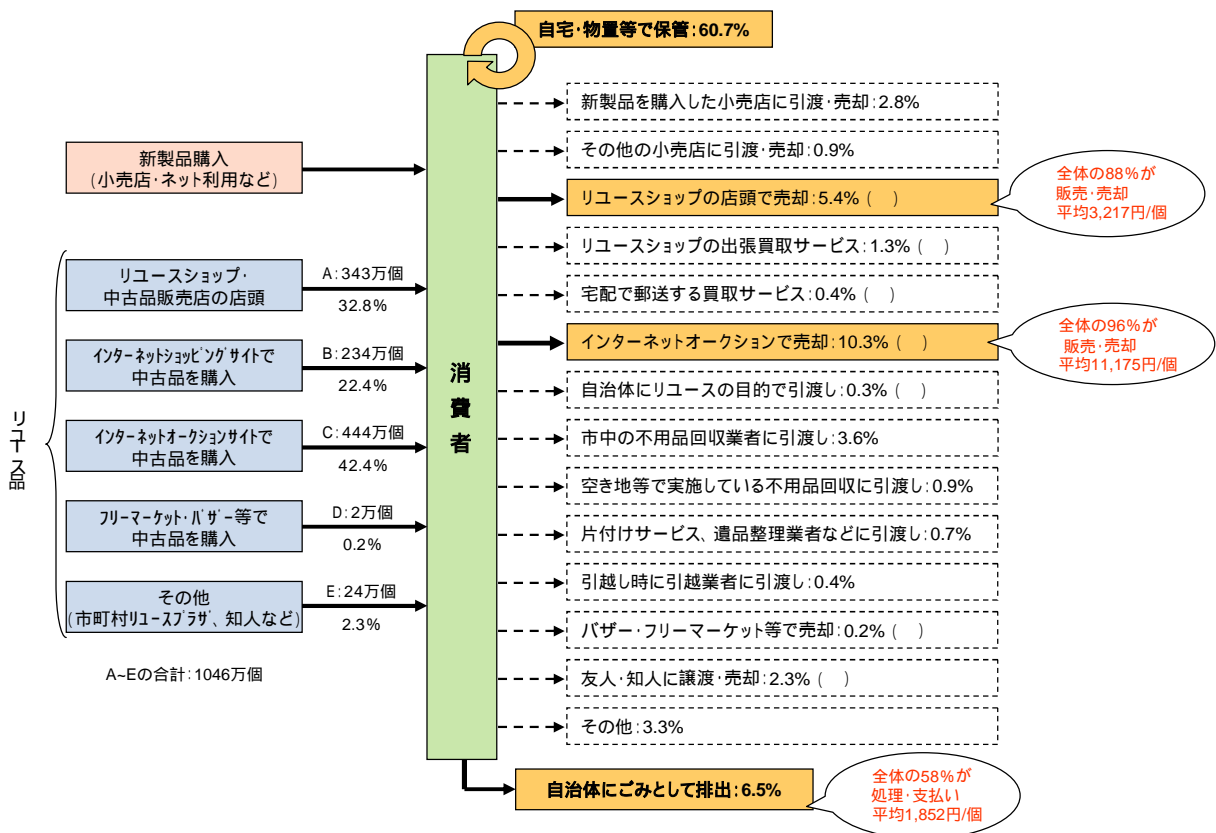 自宅・物置等で保管:60.7%
新製品を購入した小売店に引渡・売却:2.8%
その他の小売店に引渡・売却:0.9%
新製品購入
(小売店・ネット利用など)
リユースショップの店頭で売却:5.4% (　)
全体の88%が
販売・売却
平均3,217円/個
リユースショップの出張買取サービス:1.3% (　)
宅配で郵送する買取サービス:0.4% (　)
インターネットオークションで売却:10.3% (　)
全体の96%が
販売・売却
平均11,175円/個
自治体にリユースの目的で引渡し:0.3% (　)
市中の不用品回収業者に引渡し:3.6%
空き地等で実施している不用品回収に引渡し:0.9%
片付けサービス、遺品整理業者などに引渡し:0.7%
引越し時に引越業者に引渡し:0.4%
バザー・フリーマーケット等で売却:0.2% (　)
友人・知人に譲渡・売却:2.3% (　)
その他:3.3%
自治体にごみとして排出:6.5%
全体の58%が
処理・支払い
平均1,852円/個
消費者
リユース品
リユースショップ・
中古品販売店の店頭
A:343万個
32.8%
インターネットショッピングサイトで
中古品を購入
B:234万個
22.4%
インターネットオークションサイトで
中古品を購入
C:444万個
42.4%
フリーマーケット・バザー等で
中古品を購入
D:2万個
0.2%
その他
(市町村リユースプラザ、知人など)
E:24万個
2.3%
A~Eの合計:1046万個